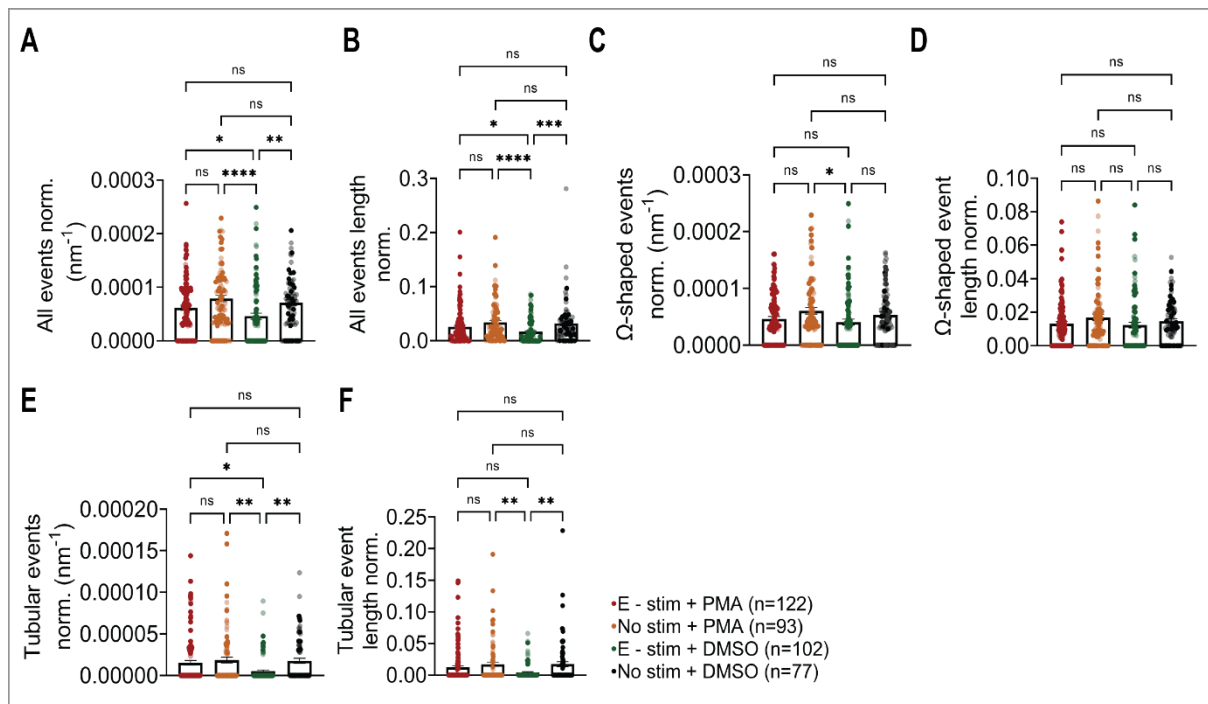 A
ns
ns
*
**
ns
****
All events norm.
(nm⁻¹)
0.0003
0.0002
0.0001
0.0000
B
ns
ns
*
***
ns
****
All events length
norm.
0.3
0.2
0.1
0.0
C
ns
ns
ns
ns
*
ns
Ω-shaped events
norm. (nm⁻¹)
0.0003
0.0002
0.0001
0.0000
D
ns
ns
ns
ns
ns
ns
Ω-shaped event
length norm.
0.10
0.08
0.06
0.04
0.02
0.00
E
ns
ns
*
ns
**
**
Tubular events
norm. (nm⁻¹)
0.00020
0.00015
0.00010
0.00005
0.00000
F
ns
ns
ns
ns
**
**
Tubular event
length norm.
0.25
0.20
0.15
0.10
0.05
0.00
E - stim + PMA (n=122)
No stim + PMA (n=93)
E - stim + DMSO (n=102)
No stim + DMSO (n=77)